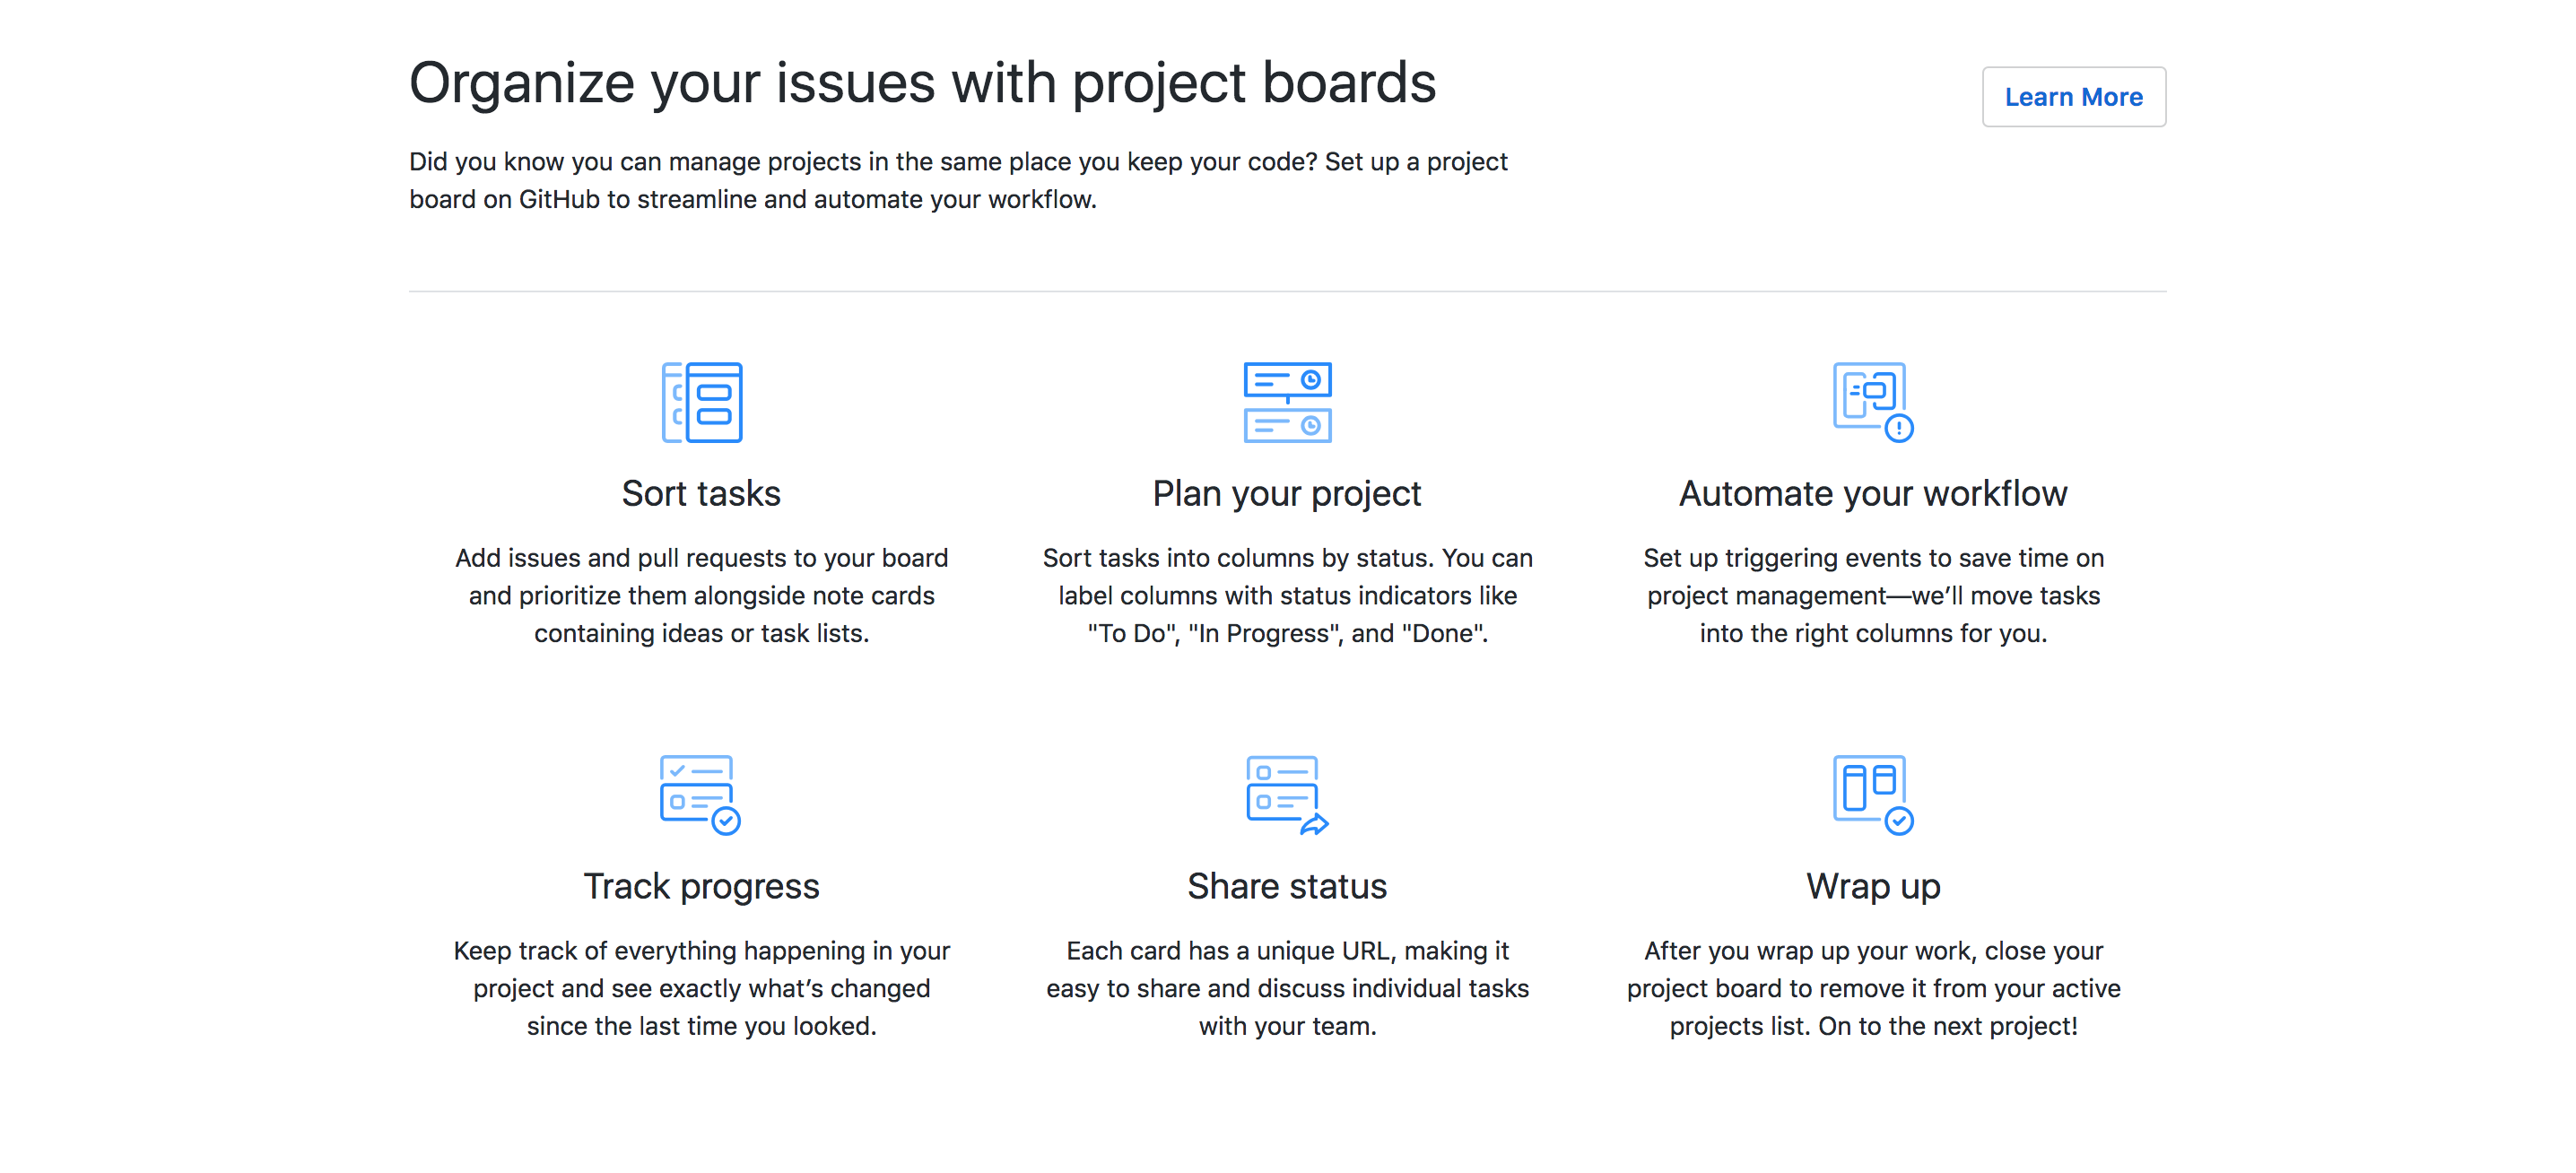 Organize your issues with project boards
Learn More
Did you know you can manage projects in the same place you keep your code? Set up a project
board on GitHub to streamline and automate your workflow.
Sort tasks
Add issues and pull requests to your board
and prioritize them alongside note cards
containing ideas or task lists.
Plan your project
Sort tasks into columns by status. You can
label columns with status indicators like
"To Do", "In Progress", and "Done".
Automate your workflow
Set up triggering events to save time on
project management—we’ll move tasks
into the right columns for you.
Track progress
Keep track of everything happening in your
project and see exactly what’s changed
since the last time you looked.
Share status
Each card has a unique URL, making it
easy to share and discuss individual tasks
with your team.
Wrap up
After you wrap up your work, close your
project board to remove it from your active
projects list. On to the next project!